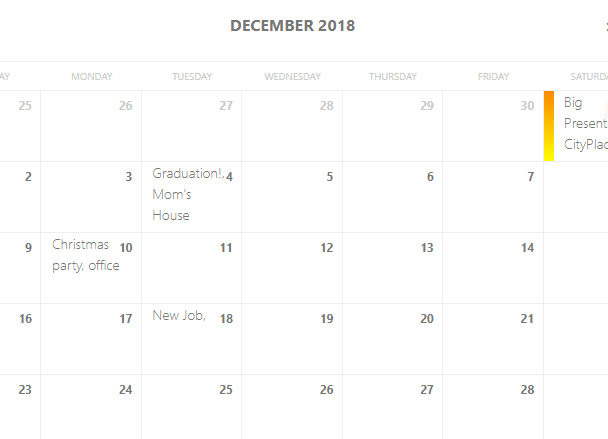 DECEMBER 2018
AY MONDAY TUESDAY WEDNESDAY THURSDAY FRIDAY SATURDA
25 26 27 28 29 30 Big
Present
CityPlac
2 3 Graduation!, 4 5 6 7
Mom's
House
9 Christmas 10 11 12 13 14
party, office
16 17 New Job, 18 19 20 21
23 24 25 26 27 28